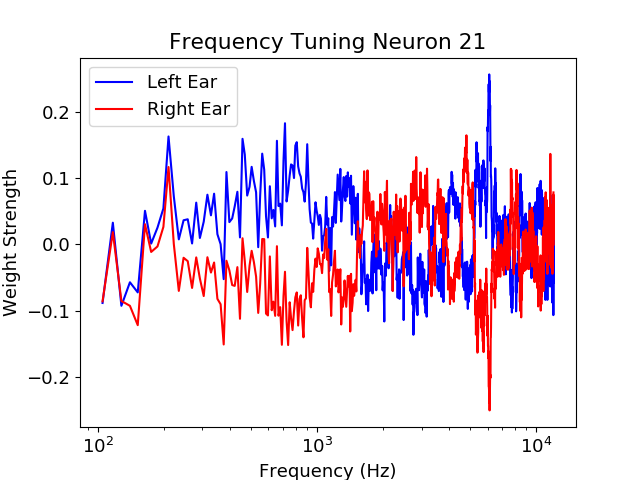 Frequency Tuning Neuron 21
Left Ear
Right Ear
Weight Strength
0.2
0.1
0.0
−0.1
−0.2
10²
10³
10⁴
Frequency (Hz)